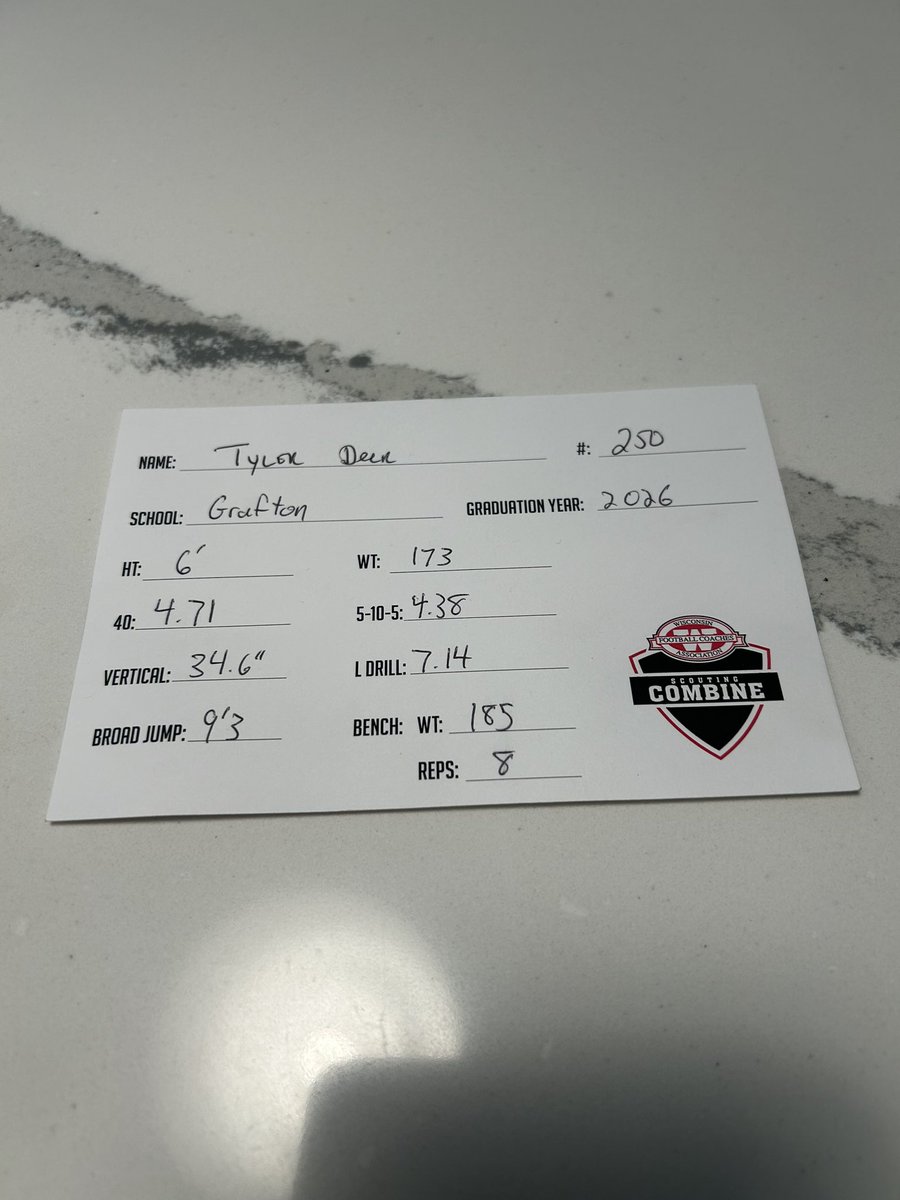 NAME: Tyler Deer #: 250
SCHOOL: Grafton GRADUATION YEAR: 2026
HT: 6' WT: 173
40: 4.71 5-10-5: 4.38
VERTICAL: 34.6" L DRILL: 7.14
BROAD JUMP: 9'3 BENCH: WT: 185
REPS: 8
WISCONSIN
FOOTBALL COACHES
ASSOCIATION
SCOUTING
COMBINE